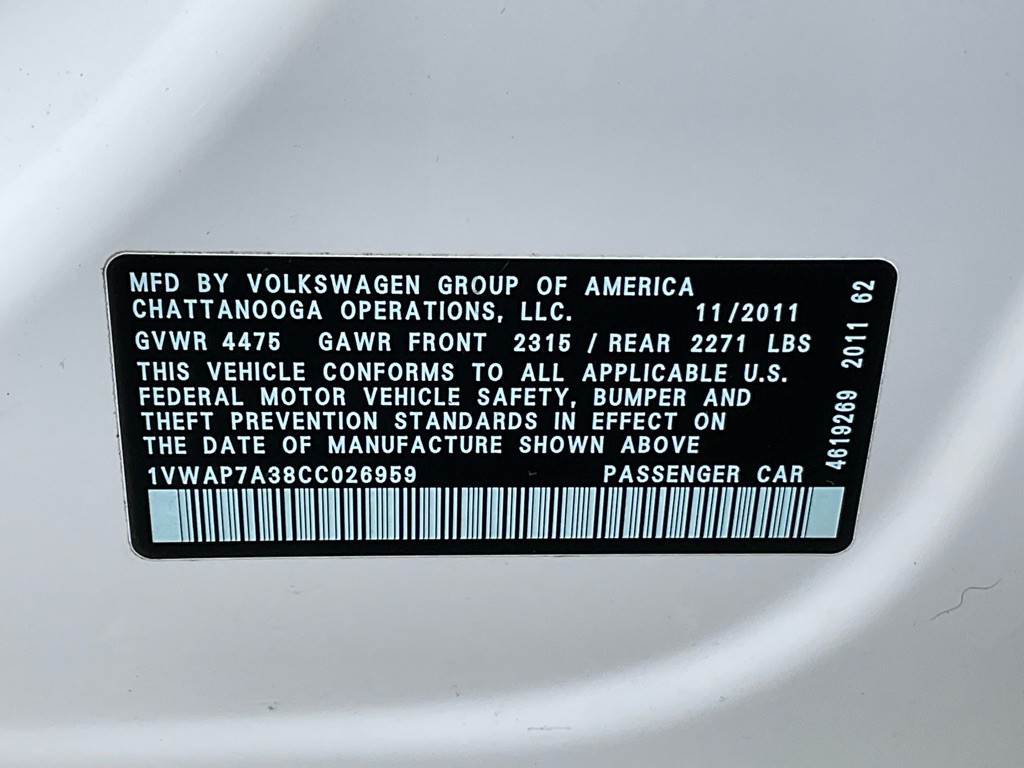 MFD BY VOLKSWAGEN GROUP OF AMERICA
CHATTANOOGA OPERATIONS, LLC. 11/2011
GVWR 4475 GAWR FRONT 2315 / REAR 2271 LBS
THIS VEHICLE CONFORMS TO ALL APPLICABLE U.S.
FEDERAL MOTOR VEHICLE SAFETY, BUMPER AND
THEFT PREVENTION STANDARDS IN EFFECT ON
THE DATE OF MANUFACTURE SHOWN ABOVE
1VWAP7A38CC026959 PASSENGER CAR
4619269 2011 62